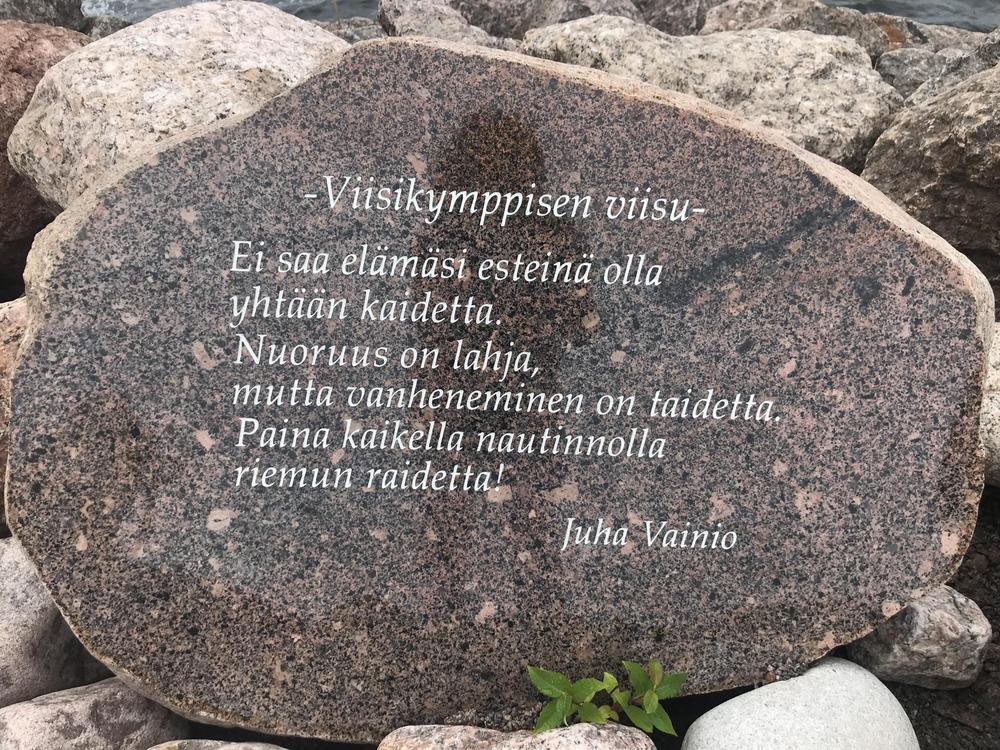 -Viisikymppisen viisu-
Ei saa elämäsi esteinä olla
yhtään kaidetta.
Nuoruus on lahja,
mutta vanheneminen on taidetta.
Paina kaikella nautinnolla
riemun raidetta!
Juha Vainio